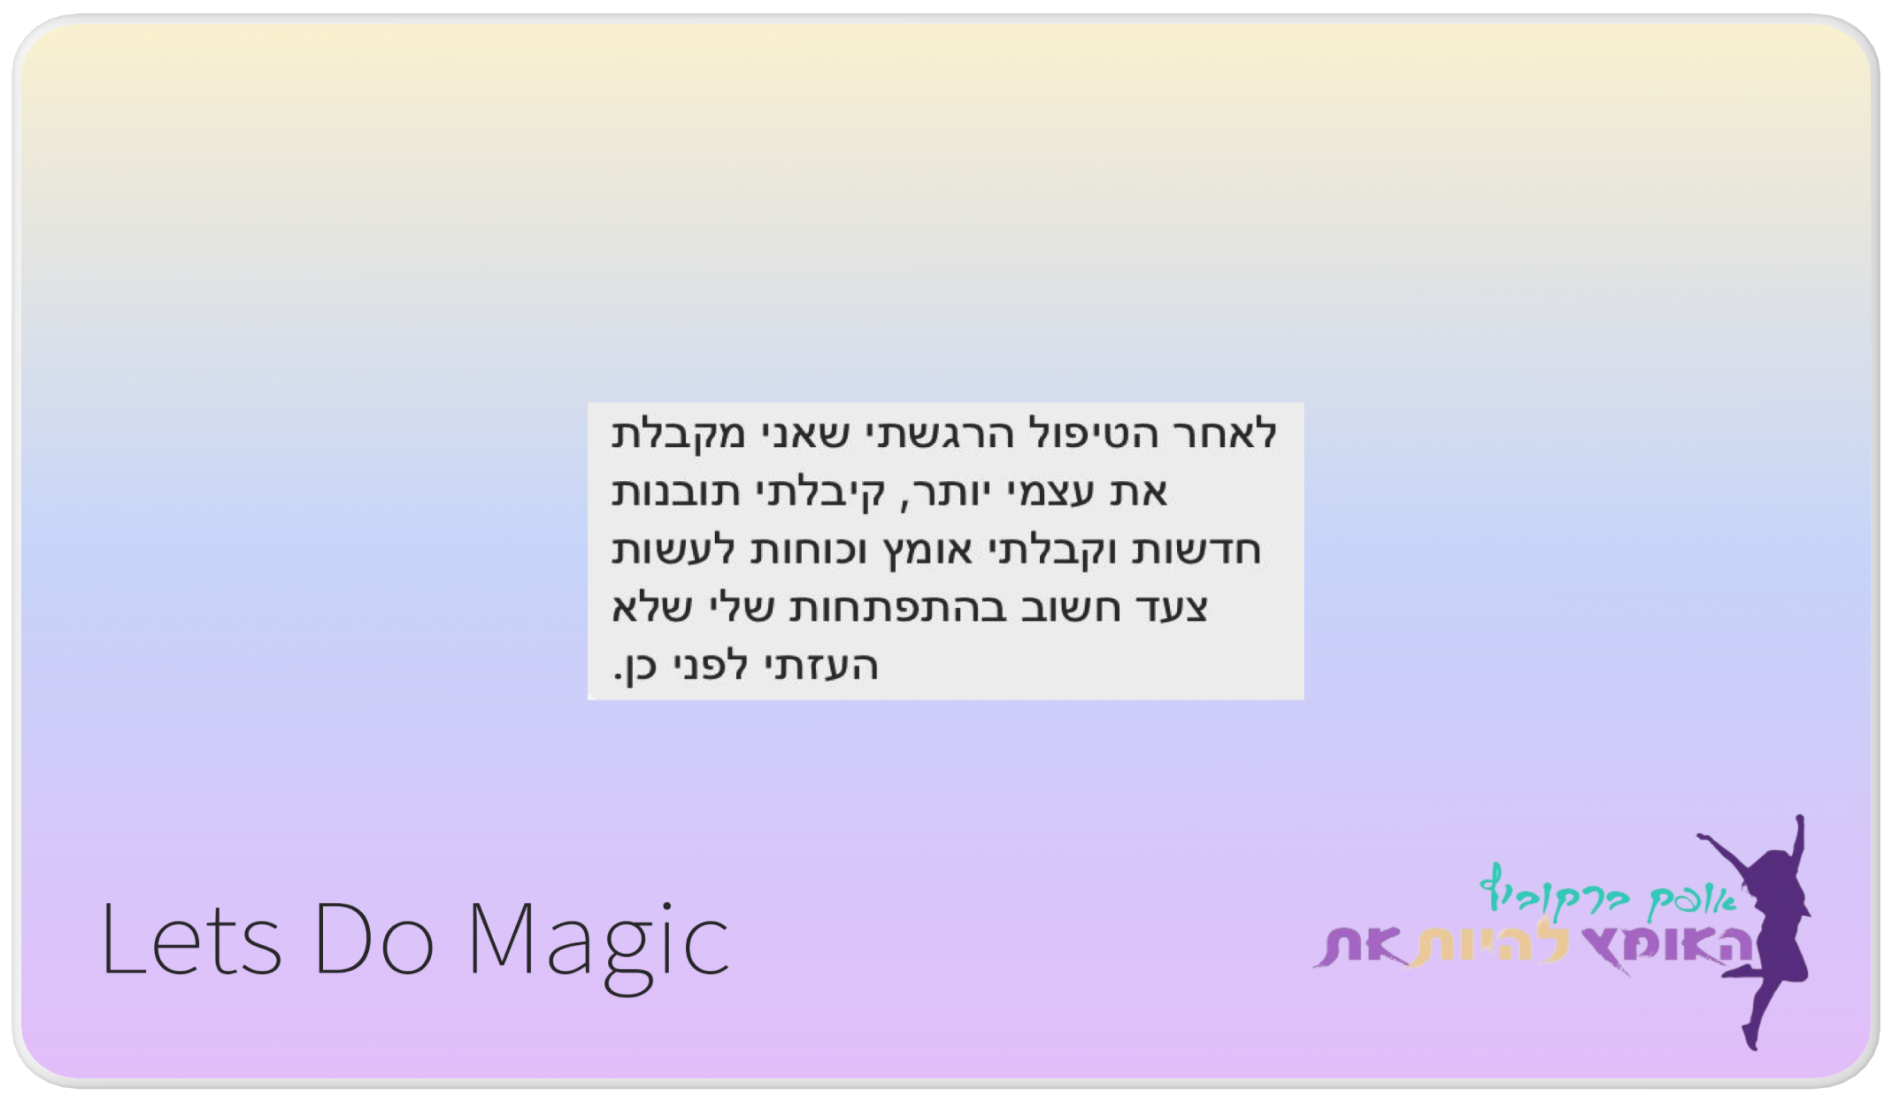 לאחר הטיפול הרגשתי שאני מקבלת
את עצמי יותר, קיבלתי תובנות
חדשות וקבלתי אומץ וכוחות לעשות
צעד חשוב בהתפתחות שלי שלא
העזתי לפני כן.
Lets Do Magic
אופק ברקוביץ
האומץ להיות את